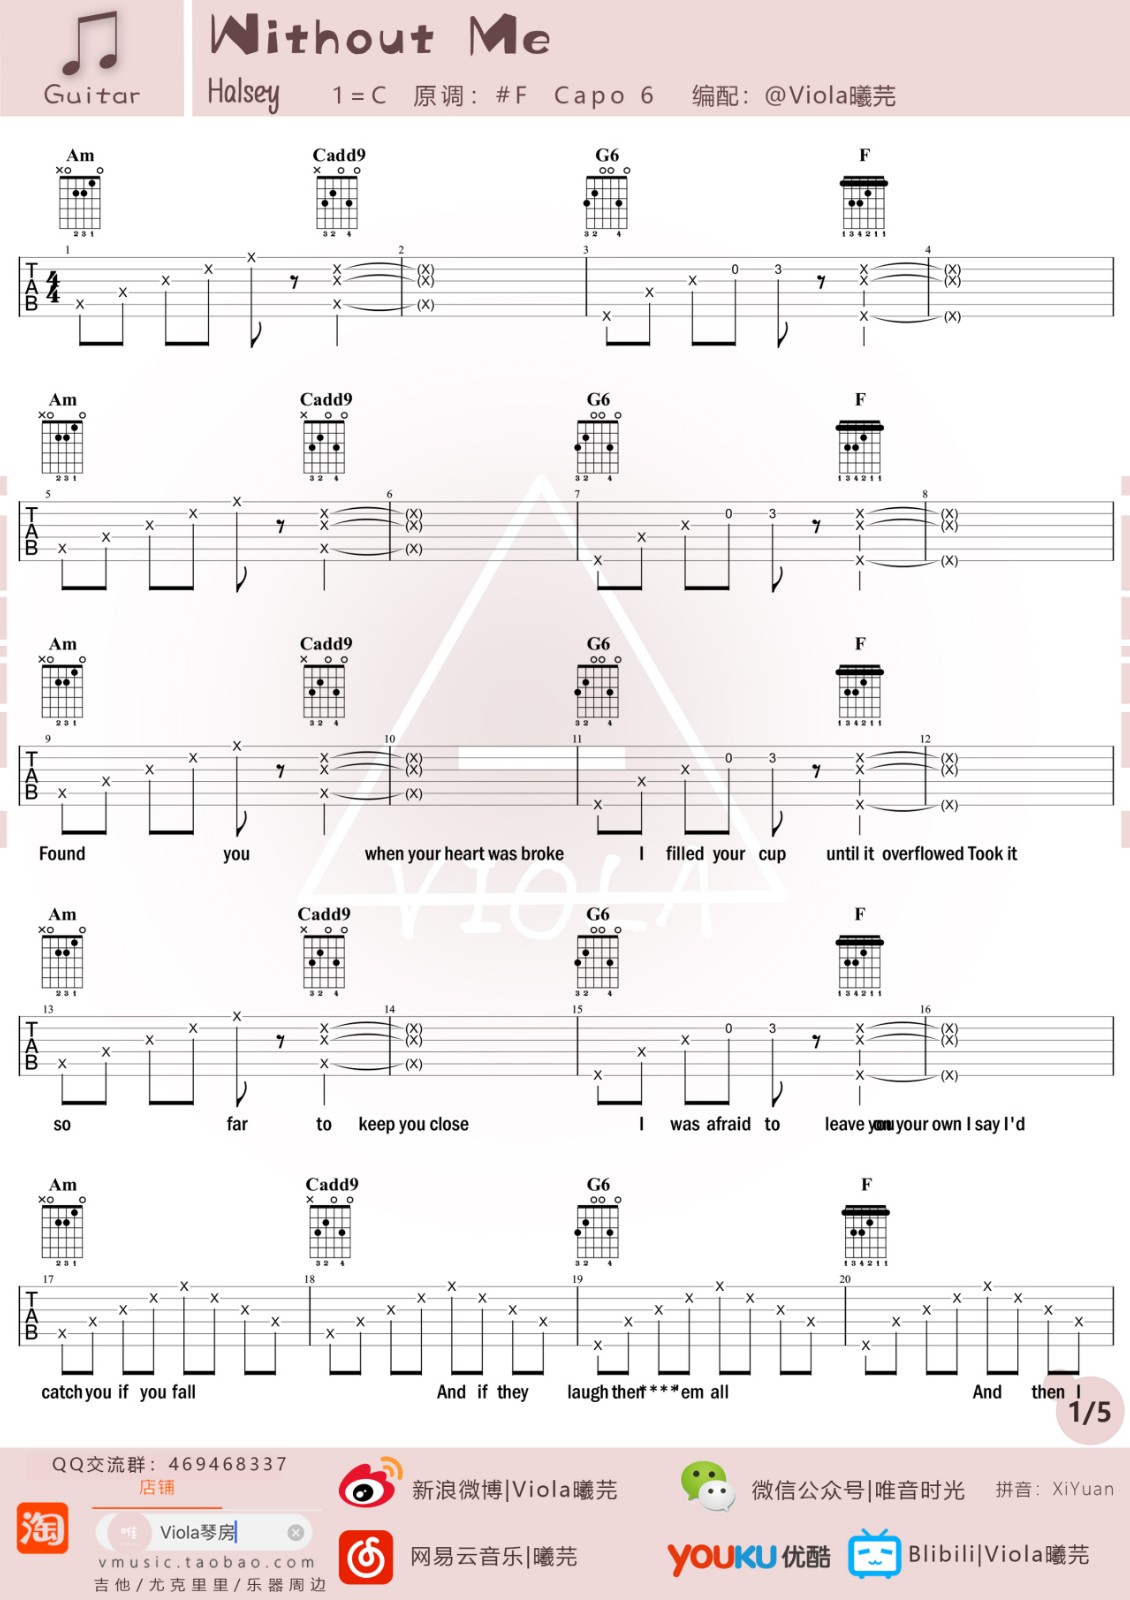 Without Me
Guitar
Halsey 1=C 原调：#F Capo 6 编配：@Viola曦芫
Am Cadd9 G6 F
1 2 3 4
Am Cadd9 G6 F
5 6 7 8
Am Cadd9 G6 F
9 10 11 12
Found you when your heart was broke I filled your cup until it overflowed Took it
VIOLA
Am Cadd9 G6 F
13 14 15 16
so far to keep you close I was afraid to leave you on your own I say I'd
Am Cadd9 G6 F
17 18 19 20
catch you if you fall And if they laugh then****'em all And then I
1/5
QQ交流群：469468337
店铺
淘 Viola琴房
vmusic.taobao.com
吉他/尤克里里/乐器周边
新浪微博|Viola曦芫
微信公众号|唯音时光 拼音：XiYuan
网易云音乐|曦芫
YOUKU优酷
Blibili|Viola曦芫